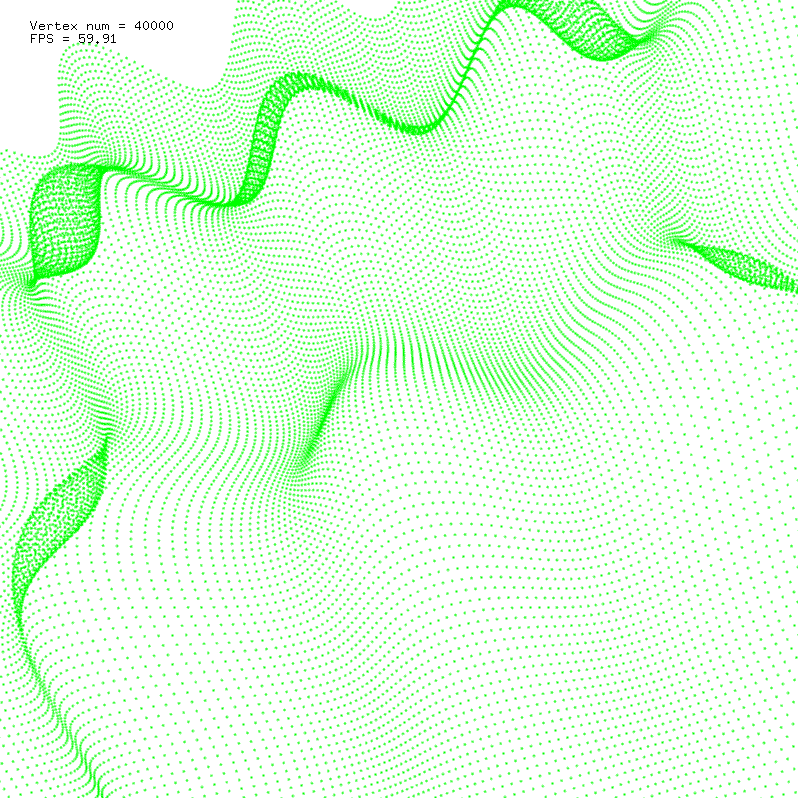 Vertex num = 40000
FPS = 59.91